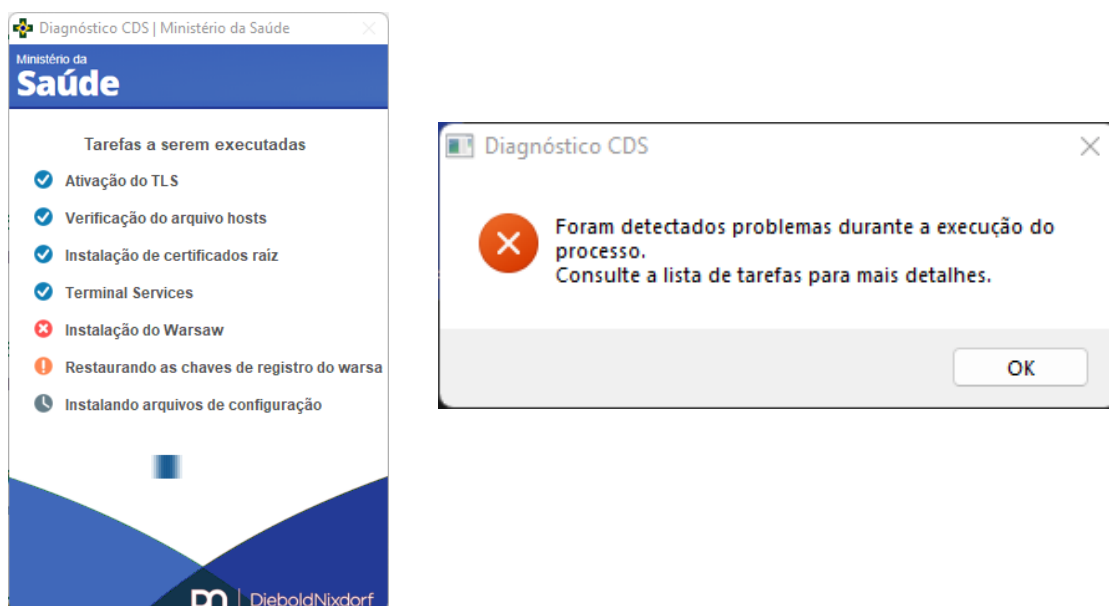 Diagnóstico CDS | Ministério da Saúde
Ministério da
Saúde
Tarefas a serem executadas
Ativação do TLS
Verificação do arquivo hosts
Instalação de certificados raíz
Terminal Services
Instalação do Warsaw
Restaurando as chaves de registro do warsa
Instalando arquivos de configuração
DieboldNixdorf
Diagnóstico CDS
Foram detectados problemas durante a execução do
processo.
Consulte a lista de tarefas para mais detalhes.
OK